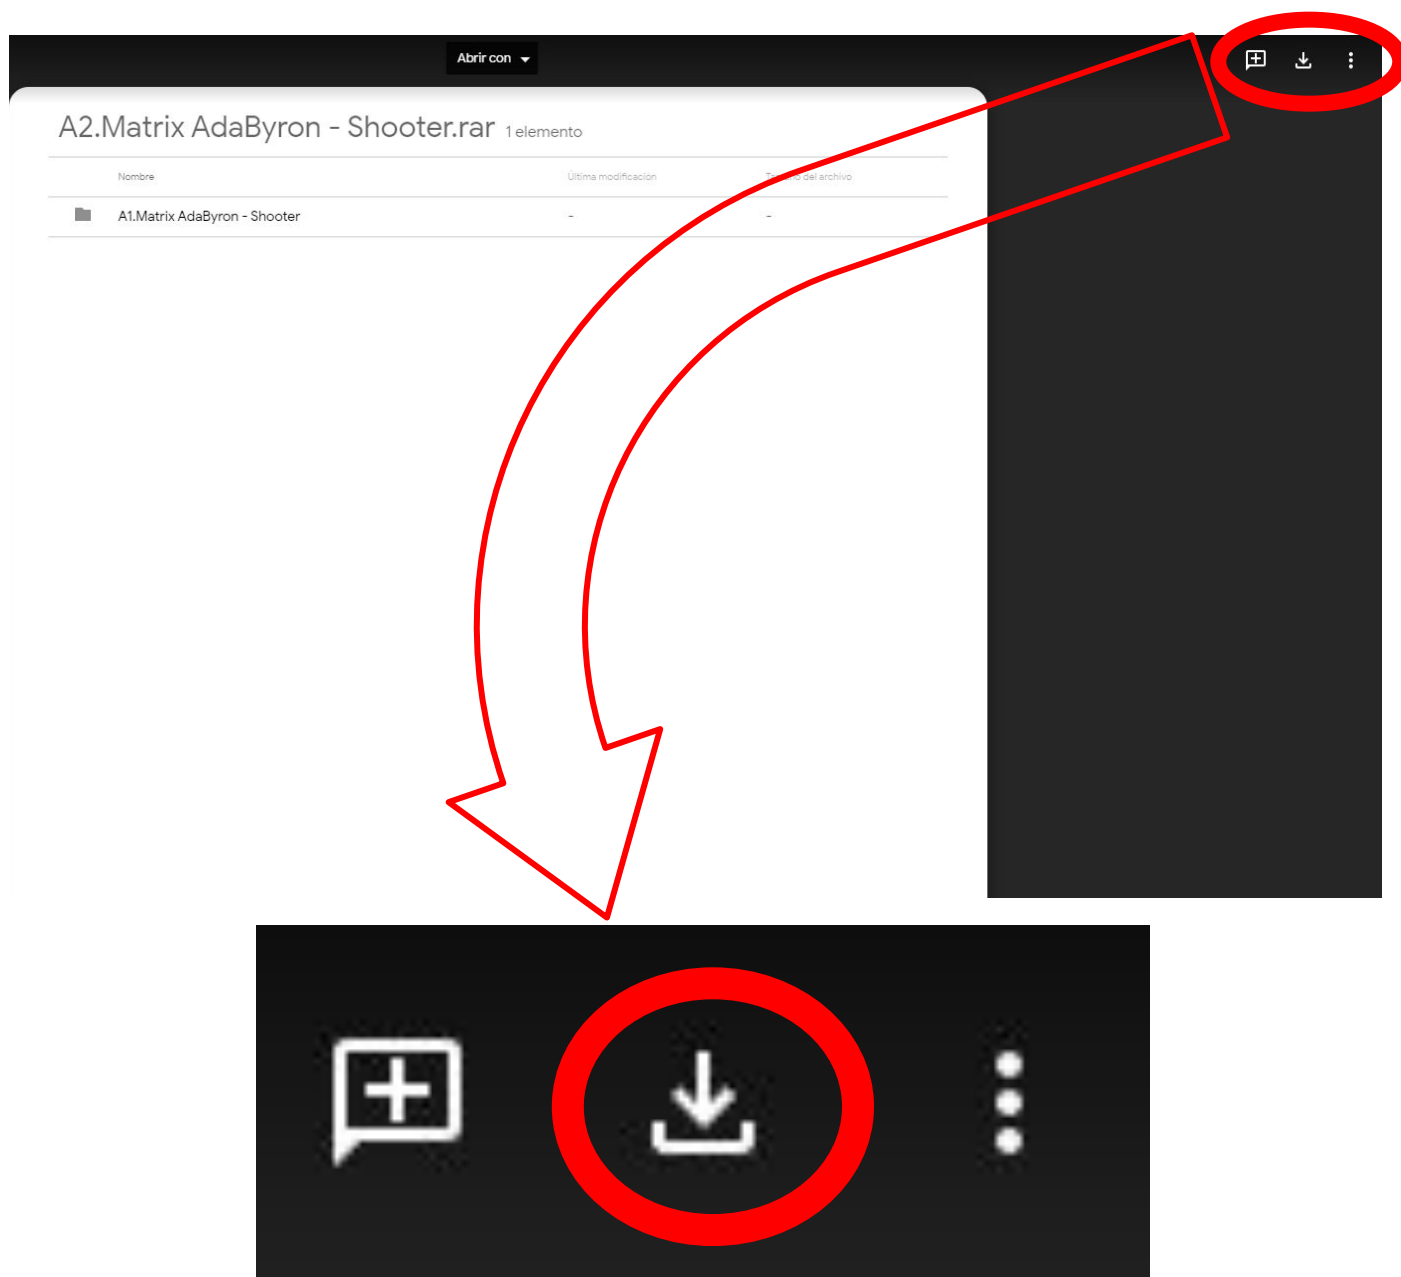 Abrir con
A2.Matrix AdaByron - Shooter.rar 1 elemento
Nombre Última modificación del archivo
A1.Matrix AdaByron - Shooter - -